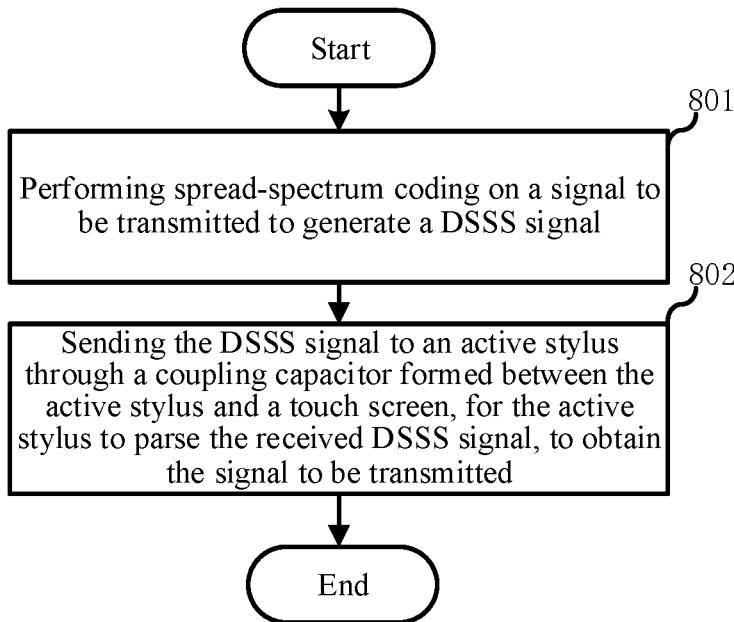 Start
801
Performing spread-spectrum coding on a signal to
be transmitted to generate a DSSS signal
802
Sending the DSSS signal to an active stylus
through a coupling capacitor formed between the
active stylus and a touch screen, for the active
stylus to parse the received DSSS signal, to obtain
the signal to be transmitted
End